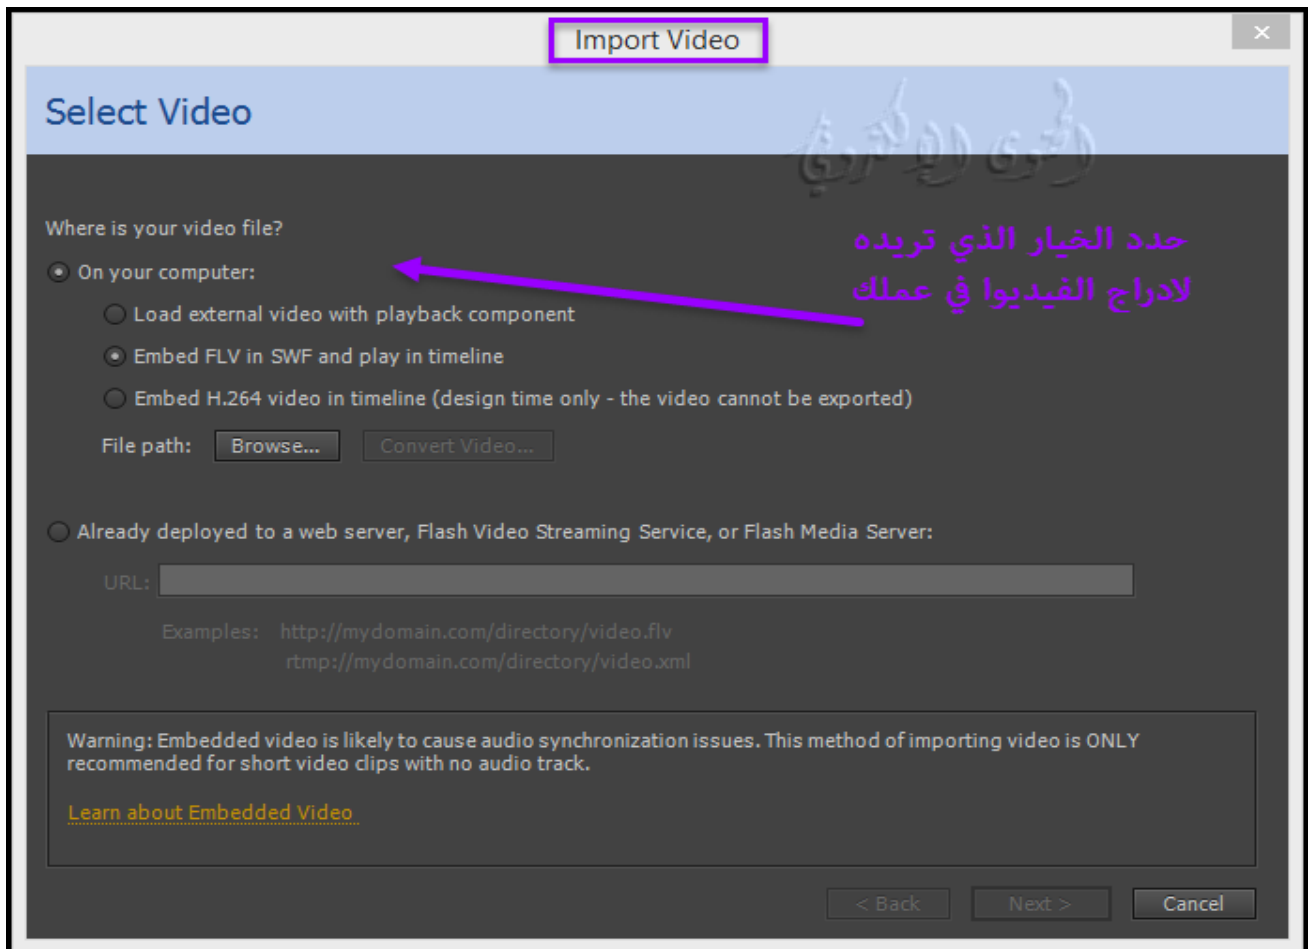 Import Video
Select Video
المحتوى الإلكتروني
Where is your video file?
حدد الخيار الذي تريده
لادراج الفيديوا في عملك
On your computer:
Load external video with playback component
Embed FLV in SWF and play in timeline
Embed H.264 video in timeline (design time only - the video cannot be exported)
File path: Browse... Convert Video...
Already deployed to a web server, Flash Video Streaming Service, or Flash Media Server:
URL:
Examples: http://mydomain.com/directory/video.flv
rtmp://mydomain.com/directory/video.xml
Warning: Embedded video is likely to cause audio synchronization issues. This method of importing video is ONLY
recommended for short video clips with no audio track.
Learn about Embedded Video
< Back Next > Cancel